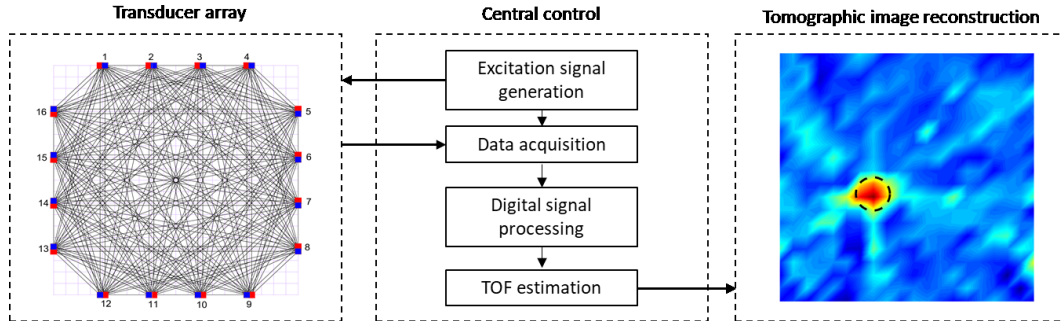 Transducer array
Central control
Tomographic image reconstruction
1 2 3 4
16
5
15
6
14
7
13
8
12 11 10 9
Excitation signal
generation
Data acquisition
Digital signal
processing
TOF estimation